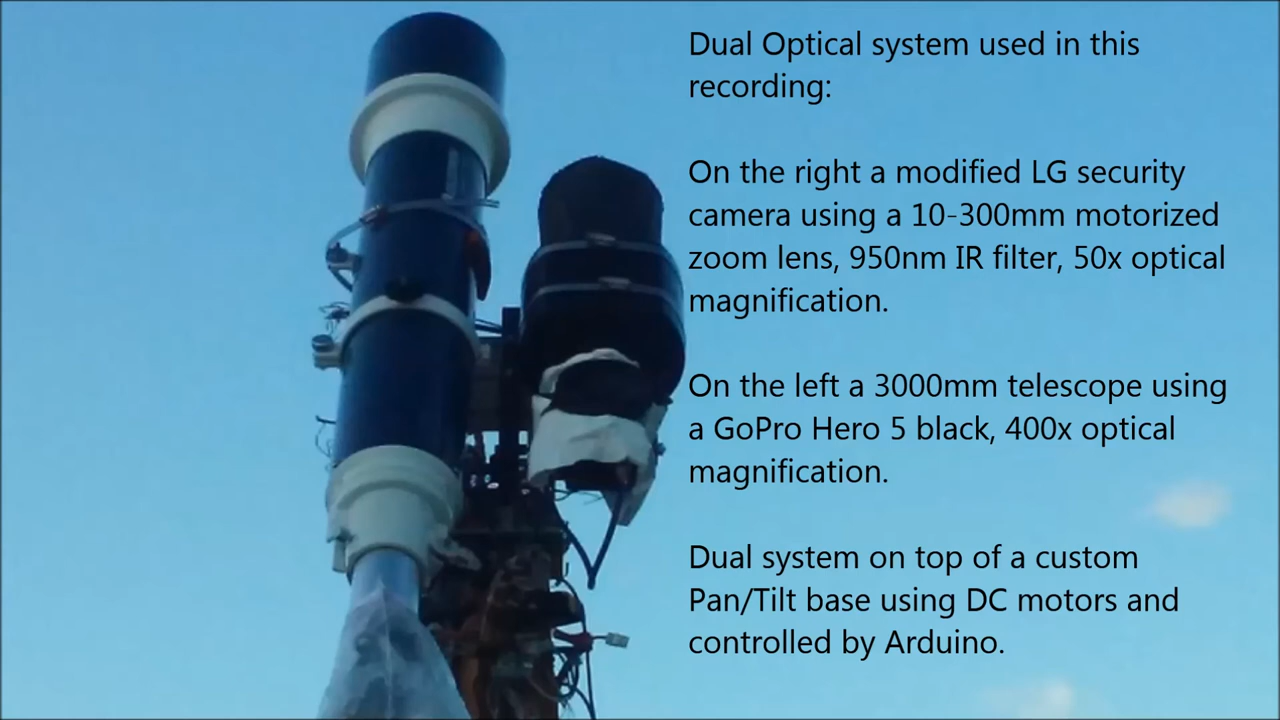 Dual Optical system used in this
recording:
On the right a modified LG security
camera using a 10-300mm motorized
zoom lens, 950nm IR filter, 50x optical
magnification.
On the left a 3000mm telescope using
a GoPro Hero 5 black, 400x optical
magnification.
Dual system on top of a custom
Pan/Tilt base using DC motors and
controlled by Arduino.